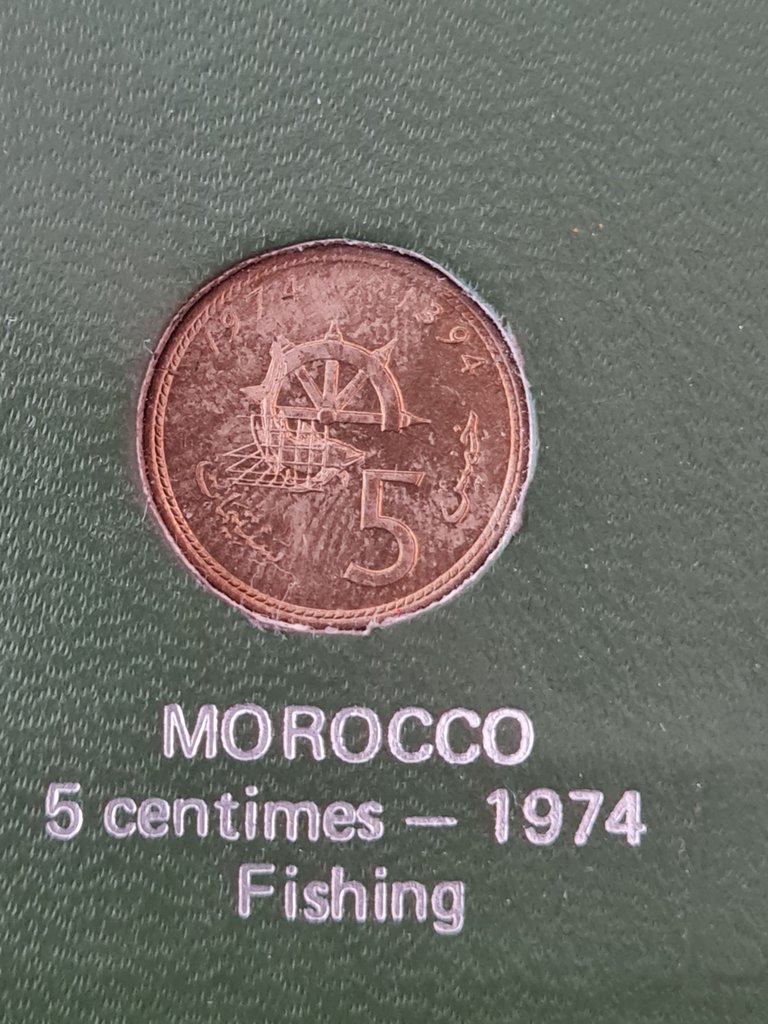 1974 1394
5
MOROCCO
5 centimes — 1974
Fishing